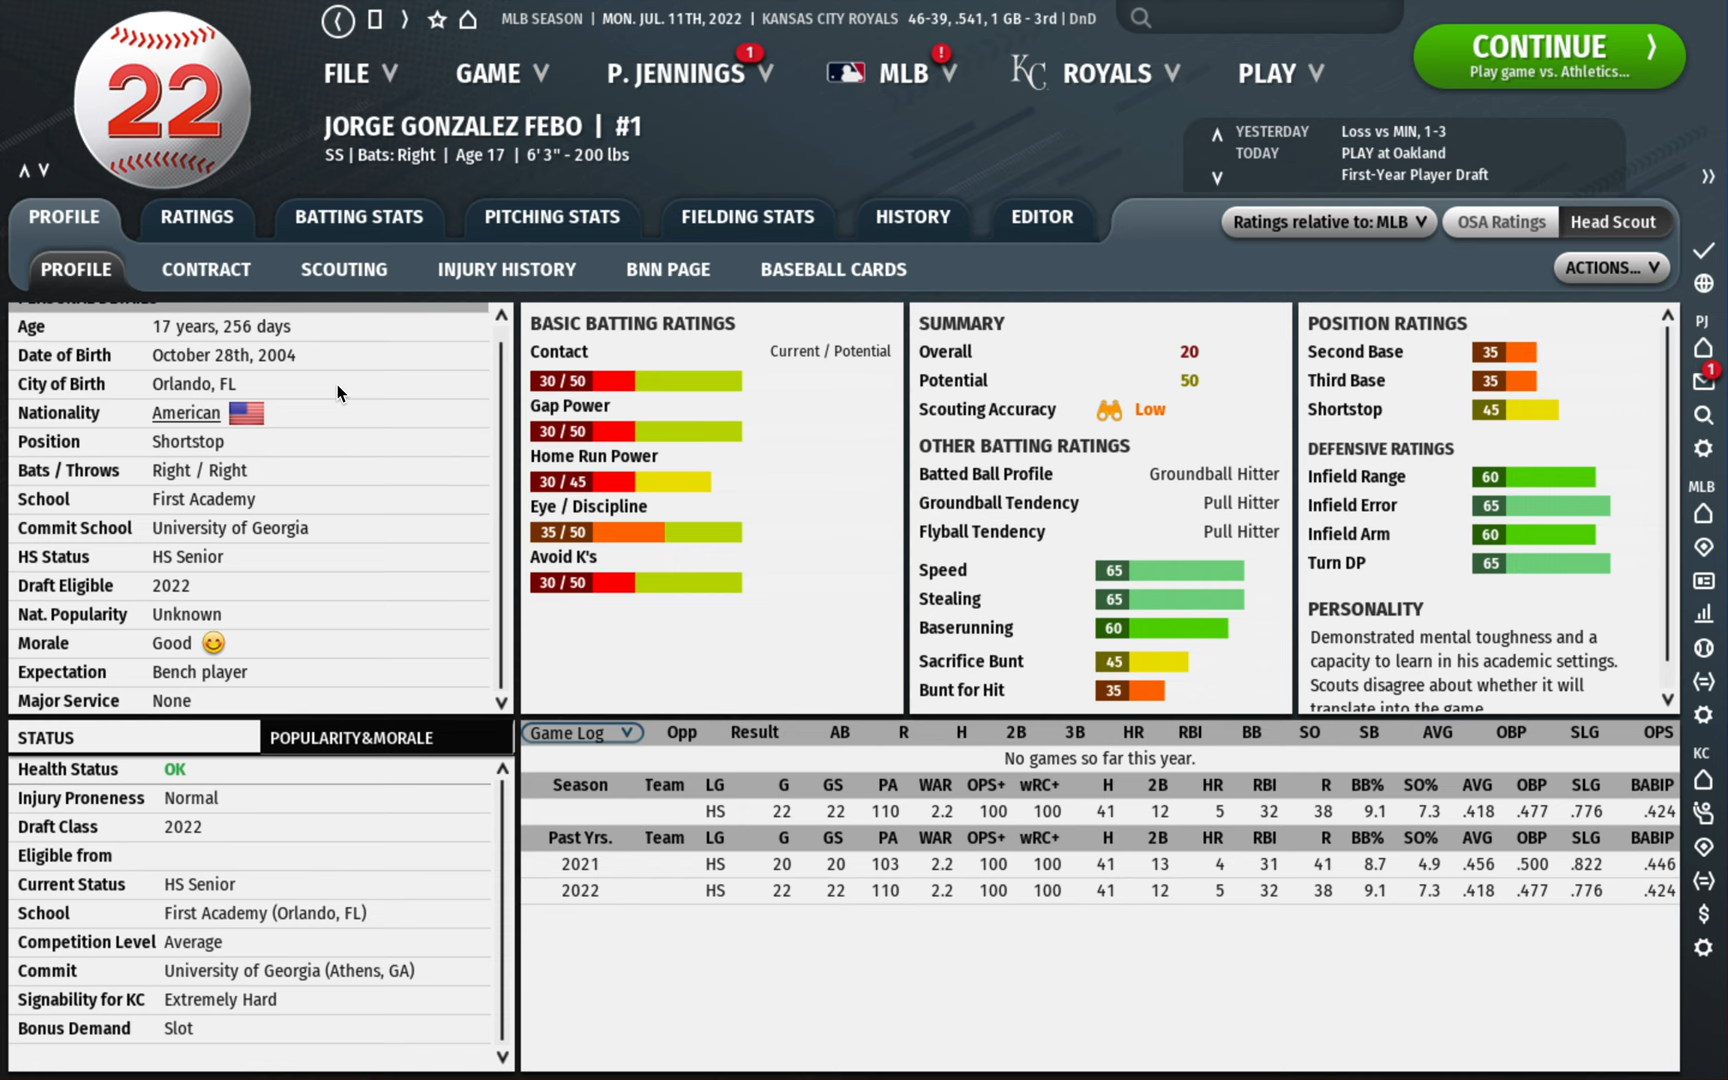 22
MLB SEASON | MON. JUL. 11TH, 2022 | KANSAS CITY ROYALS 46-39, .541, 1 GB - 3rd | DnD
FILE GAME P. JENNINGS 1 MLB ! KC ROYALS PLAY
CONTINUE
Play game vs. Athletics...
JORGE GONZALEZ FEBO | #1
SS | Bats: Right | Age 17 | 6' 3" - 200 lbs
YESTERDAY Loss vs MIN, 1-3
TODAY PLAY at Oakland
First-Year Player Draft
PROFILE RATINGS BATTING STATS PITCHING STATS FIELDING STATS HISTORY EDITOR
Ratings relative to: MLB OSA Ratings Head Scout
PROFILE CONTRACT SCOUTING INJURY HISTORY BNN PAGE BASEBALL CARDS
ACTIONS...
Age 17 years, 256 days
Date of Birth October 28th, 2004
City of Birth Orlando, FL
Nationality American
Position Shortstop
Bats / Throws Right / Right
School First Academy
Commit School University of Georgia
HS Status HS Senior
Draft Eligible 2022
Nat. Popularity Unknown
Morale Good
Expectation Bench player
Major Service None
BASIC BATTING RATINGS
Contact Current / Potential
30 / 50
Gap Power
30 / 50
Home Run Power
30 / 45
Eye / Discipline
35 / 50
Avoid K's
30 / 50
SUMMARY
Overall 20
Potential 50
Scouting Accuracy Low
OTHER BATTING RATINGS
Batted Ball Profile Groundball Hitter
Groundball Tendency Pull Hitter
Flyball Tendency Pull Hitter
Speed 65
Stealing 65
Baserunning 60
Sacrifice Bunt 45
Bunt for Hit 35
POSITION RATINGS
Second Base 35
Third Base 35
Shortstop 45
DEFENSIVE RATINGS
Infield Range 60
Infield Error 65
Infield Arm 60
Turn DP 65
PERSONALITY
Demonstrated mental toughness and a
capacity to learn in his academic settings.
Scouts disagree about whether it will
translate into the game
PJ
1
MLB
KC
STATUS POPULARITY&MORALE
Health Status OK
Injury Proneness Normal
Draft Class 2022
Eligible from
Current Status HS Senior
School First Academy (Orlando, FL)
Competition Level Average
Commit University of Georgia (Athens, GA)
Signability for KC Extremely Hard
Bonus Demand Slot
Game Log Opp Result AB R H 2B 3B HR RBI BB SO SB AVG OBP SLG OPS
No games so far this year.
Season Team LG G GS PA WAR OPS+ wRC+ H 2B HR RBI R BB% SO% AVG OBP SLG BABIP
HS 22 22 110 2.2 100 100 41 12 5 32 38 9.1 7.3 .418 .477 .776 .424
Past Yrs. Team LG G GS PA WAR OPS+ wRC+ H 2B HR RBI R BB% SO% AVG OBP SLG BABIP
2021 HS 20 20 103 2.2 100 100 41 13 4 31 41 8.7 4.9 .456 .500 .822 .446
2022 HS 22 22 110 2.2 100 100 41 12 5 32 38 9.1 7.3 .418 .477 .776 .424